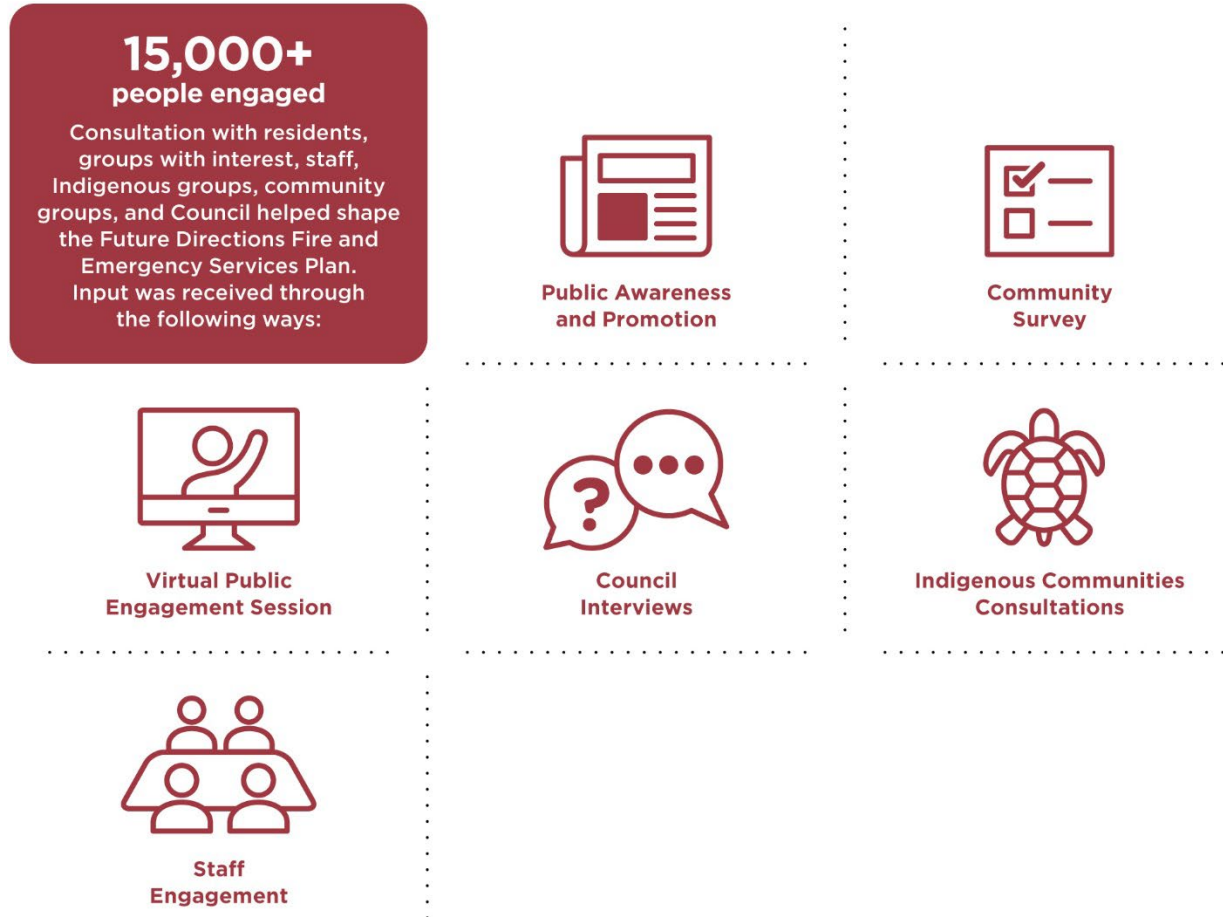 15,000+
people engaged
Consultation with residents,
groups with interest, staff,
Indigenous groups, community
groups, and Council helped shape
the Future Directions Fire and
Emergency Services Plan.
Input was received through
the following ways:
Public Awareness
and Promotion
Community
Survey
Virtual Public
Engagement Session
?
Council
Interviews
Indigenous Communities
Consultations
Staff
Engagement